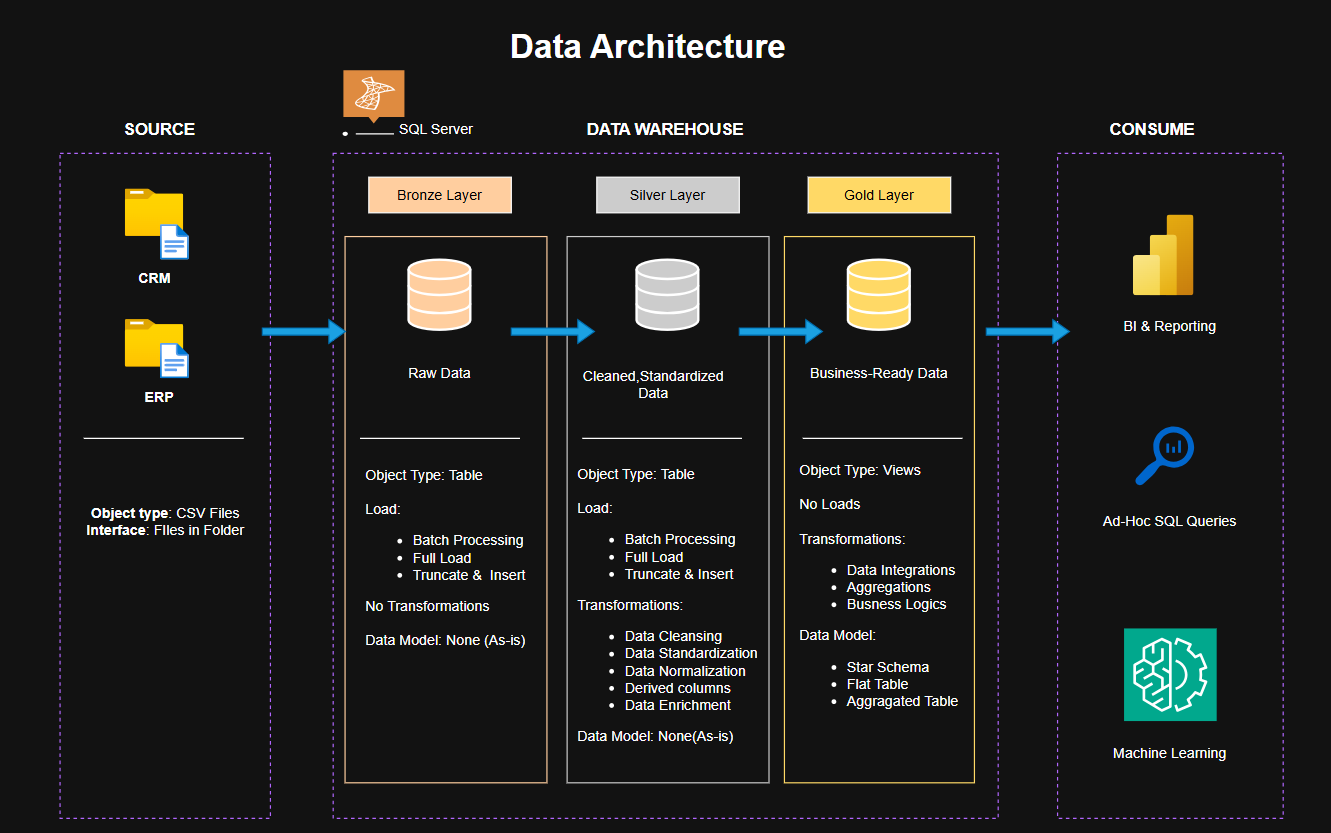 Data Architecture
SOURCE
SQL Server
DATA WAREHOUSE
CONSUME
CRM
ERP
Object type: CSV Files
Interface: FIles in Folder
Bronze Layer
Raw Data
Object Type: Table
Load:
Batch Processing
Full Load
Truncate & Insert
No Transformations
Data Model: None (As-is)
Silver Layer
Cleaned,Standardized
Data
Object Type: Table
Load:
Batch Processing
Full Load
Truncate & Insert
Transformations:
Data Cleansing
Data Standardization
Data Normalization
Derived columns
Data Enrichment
Data Model: None(As-is)
Gold Layer
Business-Ready Data
Object Type: Views
No Loads
Transformations:
Data Integrations
Aggregations
Business Logics
Data Model:
Star Schema
Flat Table
Aggragated Table
BI & Reporting
Ad-Hoc SQL Queries
Machine Learning